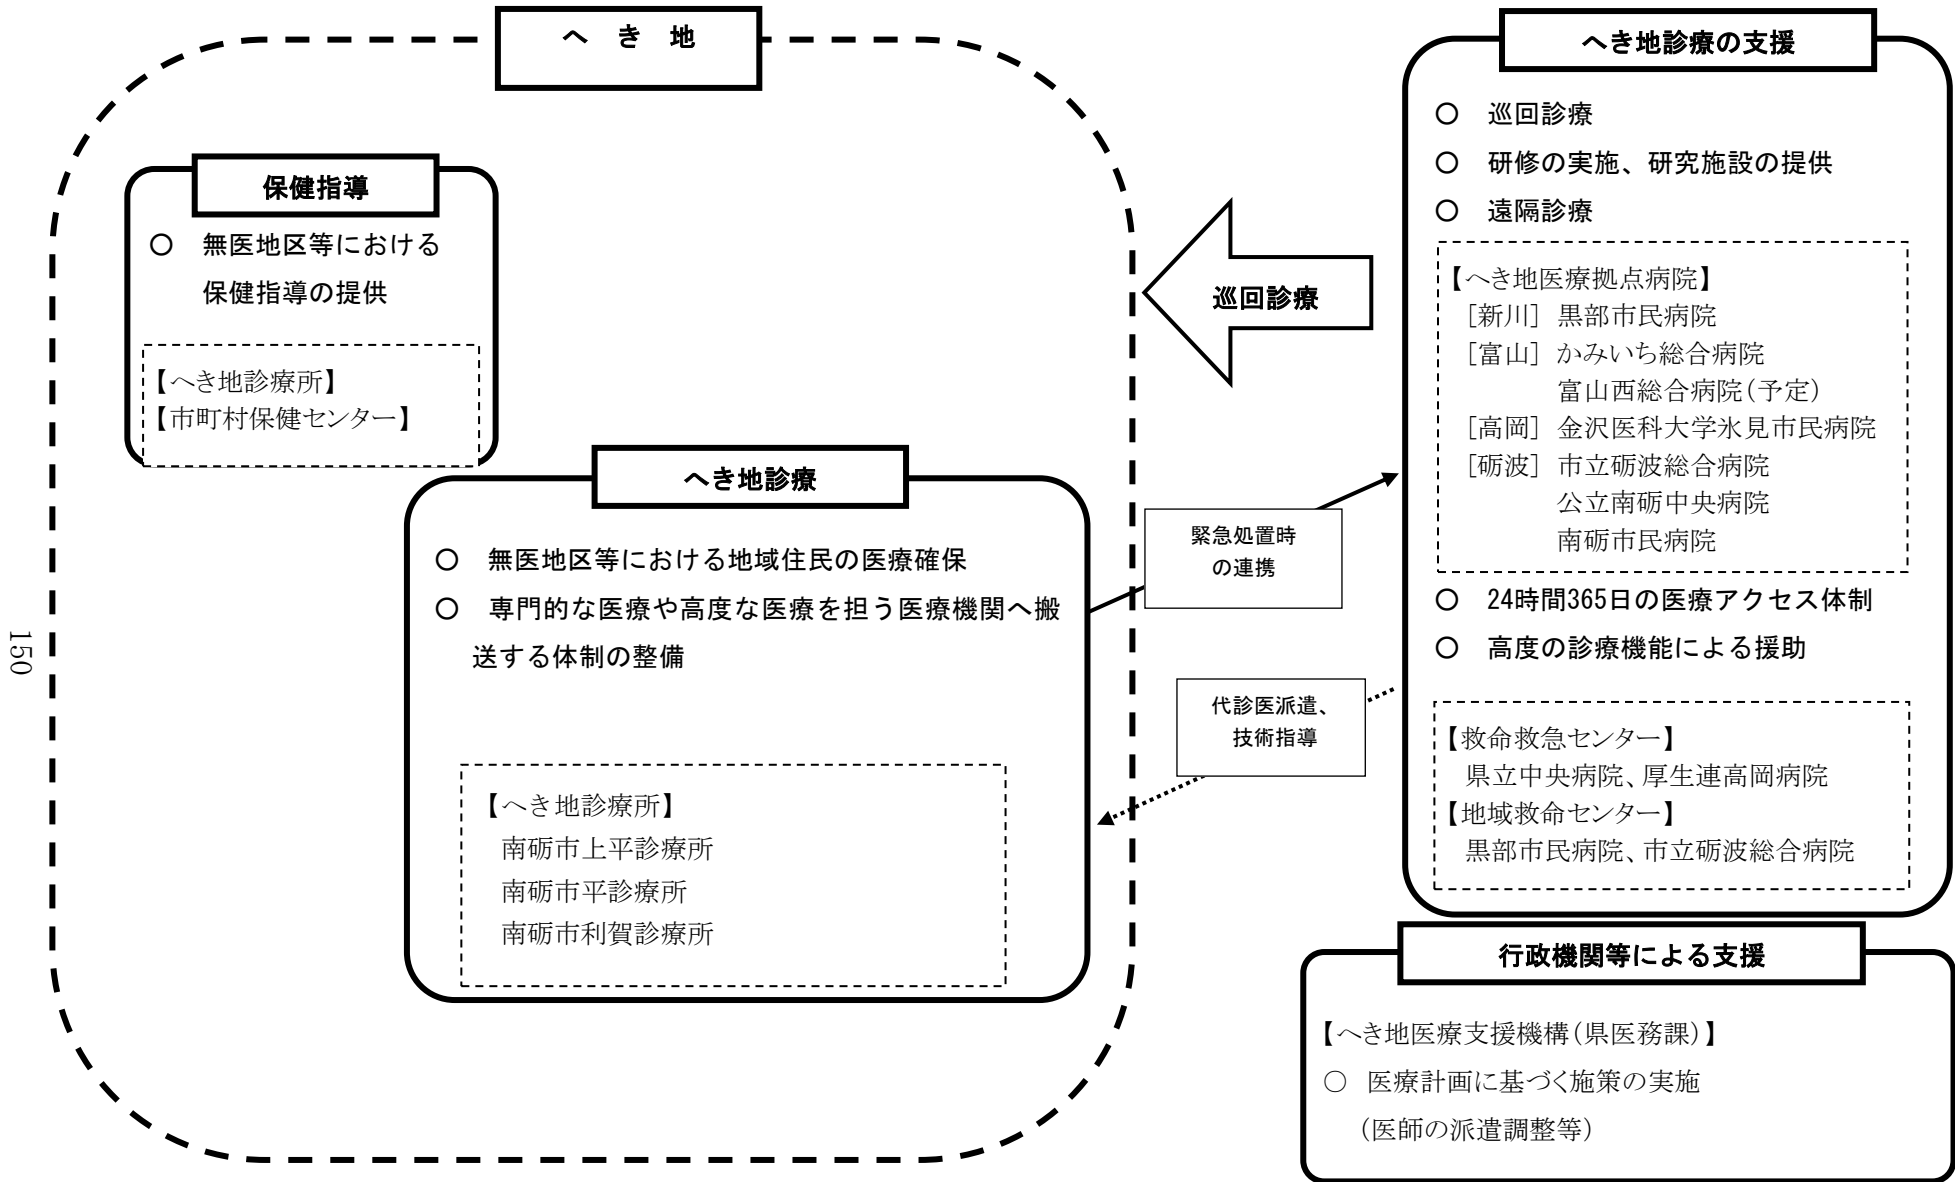 へ き 地
保健指導
○ 無医地区等における
保健指導の提供
【へき地診療所】
【市町村保健センター】
へき地診療
○ 無医地区等における地域住民の医療確保
○ 専門的な医療や高度な医療を担う医療機関へ搬
送する体制の整備
【へき地診療所】
南砺市上平診療所
南砺市平診療所
南砺市利賀診療所
巡回診療
緊急処置時
の連携
代診医派遣、
技術指導
へき地診療の支援
○ 巡回診療
○ 研修の実施、研究施設の提供
○ 遠隔診療
【へき地医療拠点病院】
［新川］ 黒部市民病院
［富山］ かみいち総合病院
富山西総合病院（予定）
［高岡］ 金沢医科大学氷見市民病院
［砺波］ 市立砺波総合病院
公立南砺中央病院
南砺市民病院
○ 24時間365日の医療アクセス体制
○ 高度の診療機能による援助
【救命救急センター】
県立中央病院、厚生連高岡病院
【地域救命センター】
黒部市民病院、市立砺波総合病院
行政機関等による支援
【へき地医療支援機構（県医務課）】
○ 医療計画に基づく施策の実施
（医師の派遣調整等）
150